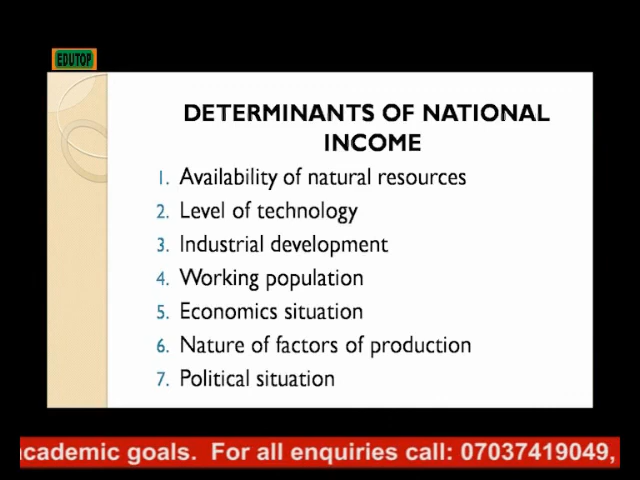 EDUTOP
DETERMINANTS OF NATIONAL
INCOME
1. Availability of natural resources
2. Level of technology
3. Industrial development
4. Working population
5. Economics situation
6. Nature of factors of production
7. Political situation
academic goals. For all enquiries call: 07037419049,